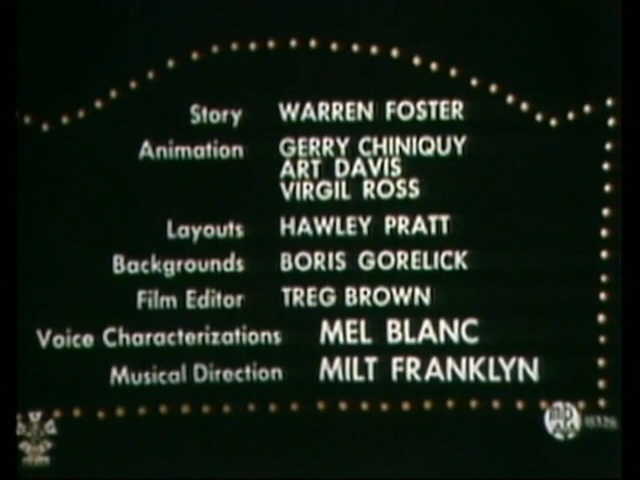 Story WARREN FOSTER
Animation GERRY CHINIQUY
ART DAVIS
VIRGIL ROSS
Layouts HAWLEY PRATT
Backgrounds BORIS GORELICK
Film Editor TREG BROWN
Voice Characterizations MEL BLANC
Musical Direction MILT FRANKLYN